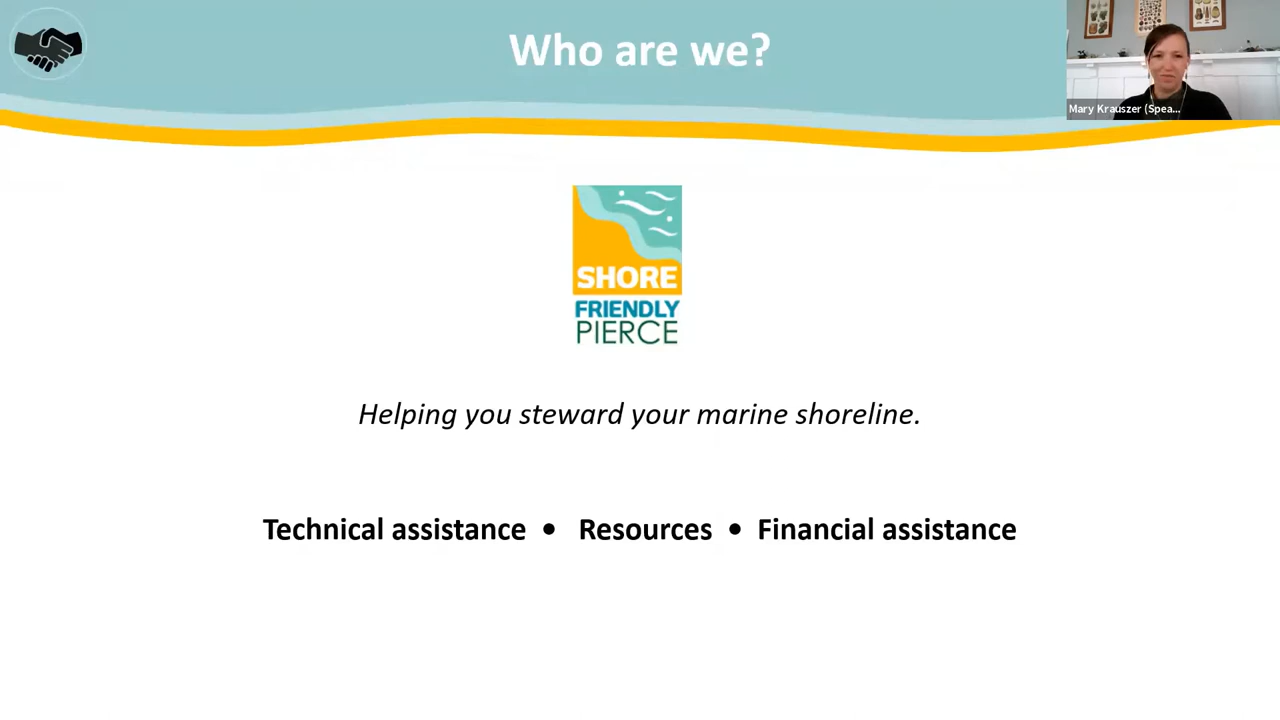 Who are we?
Mary Krauszer (Spea...
SHORE
FRIENDLY
PIERCE
Helping you steward your marine shoreline.
Technical assistance • Resources • Financial assistance